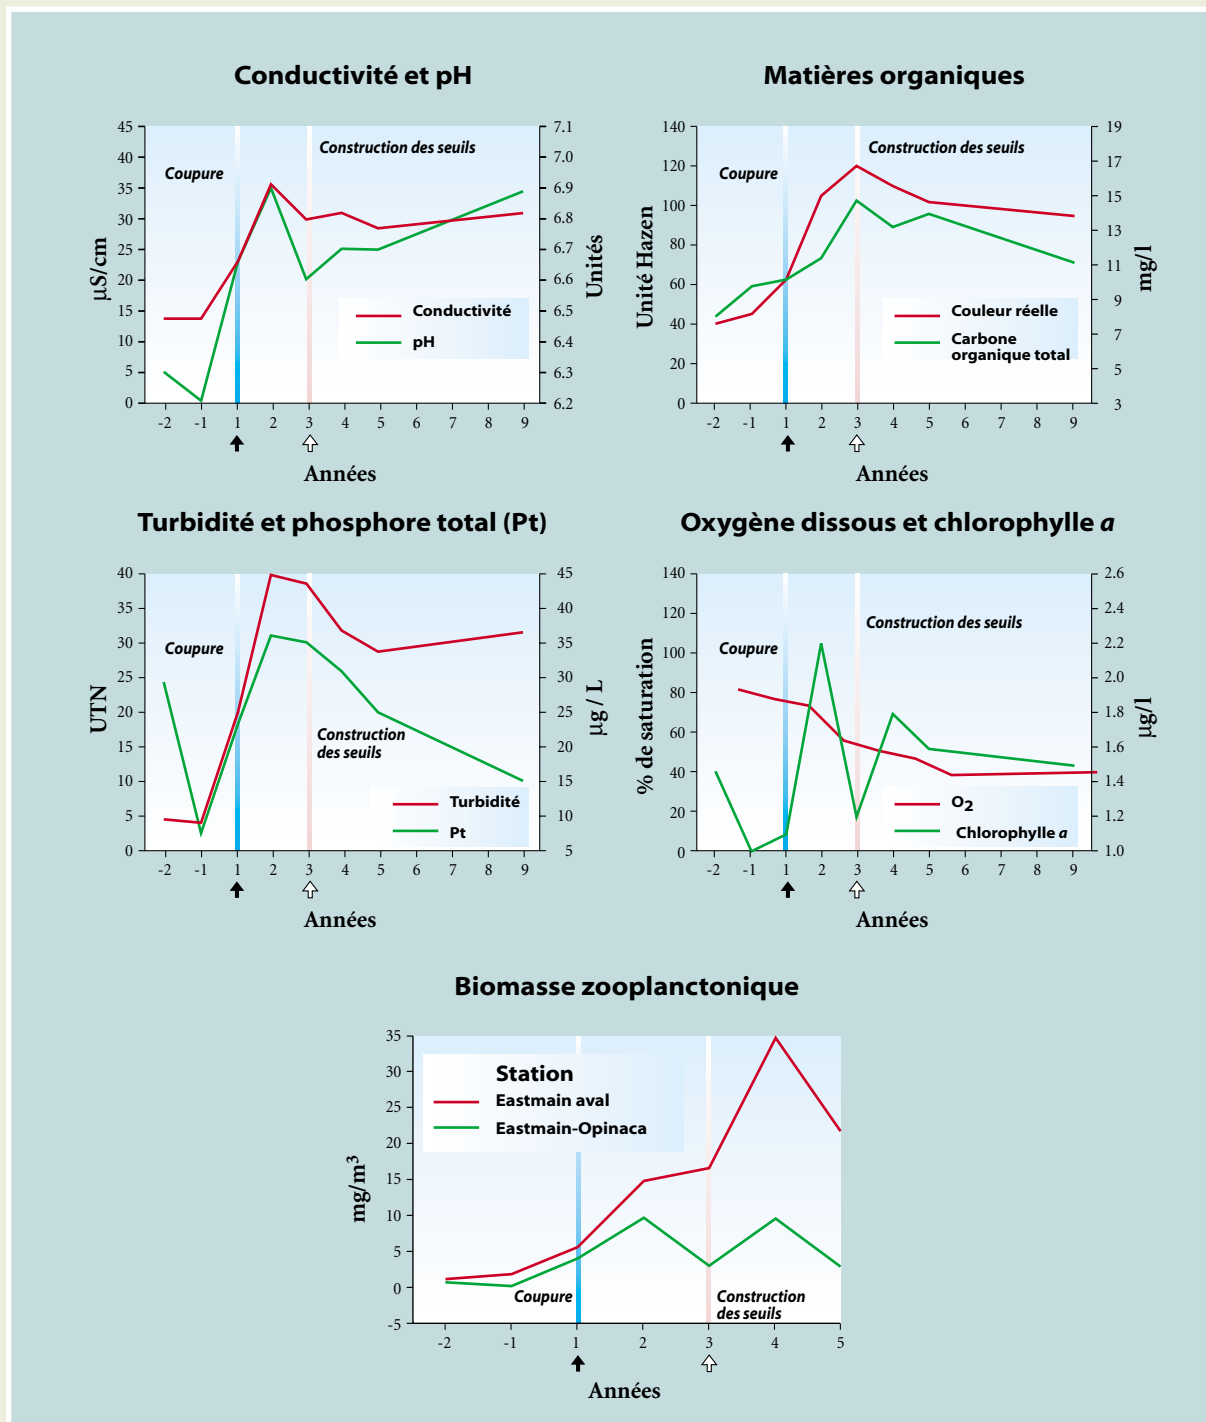 Conductivité et pH
45
40
35
30
25
20
15
10
5
0
µS/cm
7.1
7.0
6.9
6.8
6.7
6.6
6.5
6.4
6.3
6.2
Unités
Coupure
Construction des seuils
Conductivité
pH
-2 -1 1 2 3 4 5 6 7 8 9
Années
Matières organiques
140
120
100
80
60
40
20
0
Unité Hazen
19
17
15
13
11
9
7
5
3
mg/l
Coupure
Construction des seuils
Couleur réelle
Carbone
organique total
-2 -1 1 2 3 4 5 6 7 8 9
Années
Turbidité et phosphore total (Pt)
40
35
30
25
20
15
10
5
0
UTN
45
40
35
30
25
20
15
10
5
µg / L
Coupure
Construction
des seuils
Turbidité
Pt
-2 -1 1 2 3 4 5 6 7 8 9
Années
Oxygène dissous et chlorophylle a
140
120
100
80
60
40
20
0
% de saturation
2.6
2.4
2.2
2.0
1.8
1.6
1.4
1.2
1.0
µg/l
Coupure
Construction des seuils
O2
Chlorophylle a
-2 -1 1 2 3 4 5 6 7 8 9
Années
Biomasse zooplanctonique
35
30
25
20
15
10
5
0
-5
mg/m³
Station
Eastmain aval
Eastmain-Opinaca
Coupure
Construction
des seuils
-2 -1 1 2 3 4 5
Années